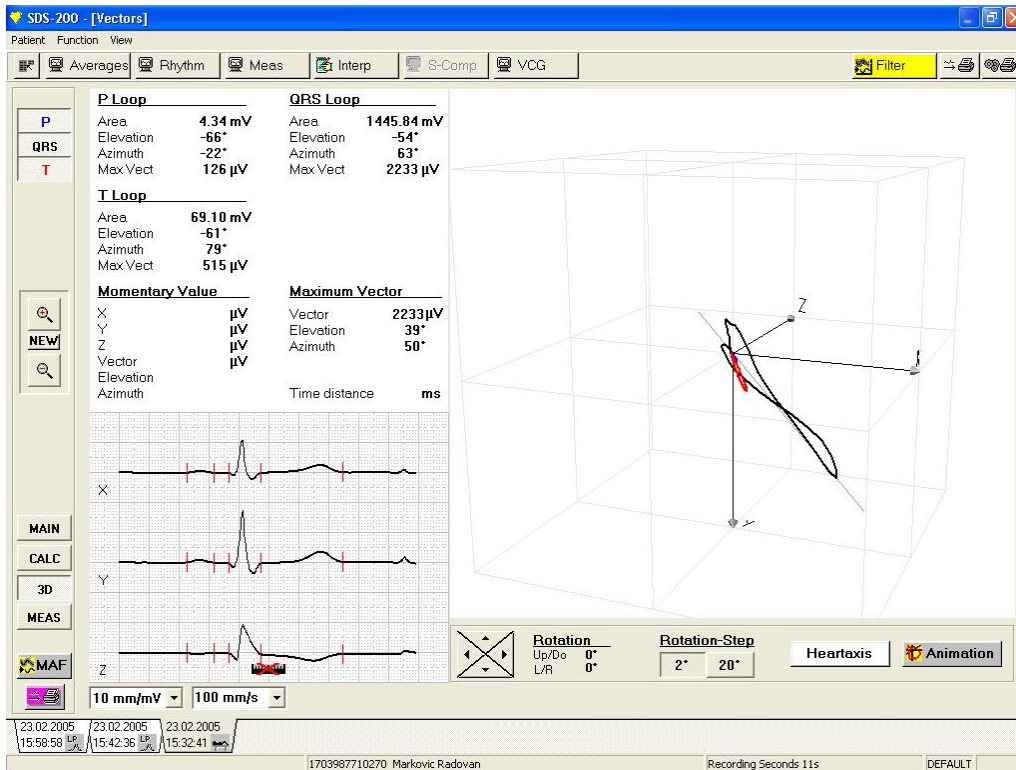 SDS-200 - [Vectors]
Patient Function View
Averages Rhythm Meas Interp S-Comp VCG Filter
P
QRS
T
P Loop
Area 4.34 mV
Elevation -66°
Azimuth -22°
Max Vect 126 µV
QRS Loop
Area 1445.84 mV
Elevation -54°
Azimuth 63°
Max Vect 2233 µV
T Loop
Area 69.10 mV
Elevation -61°
Azimuth 79°
Max Vect 515 µV
Momentary Value
X µV
Y µV
Z µV
Vector µV
Elevation
Azimuth
Maximum Vector
Vector 2233µV
Elevation 39°
Azimuth 50°
Time distance ms
NEW
MAIN
CALC
3D
MEAS
MAF
X
Y
Z
Z
Y
10 mm/mV 100 mm/s
Rotation
Up/Do 0°
L/R 0°
Rotation-Step
2° 20°
Heartaxis
Animation
23.02.2005
15:58:58 LP
23.02.2005
15:42:36 LP
23.02.2005
15:32:41
1703987710270 Markovic Radovan Recording Seconds 11s DEFAULT